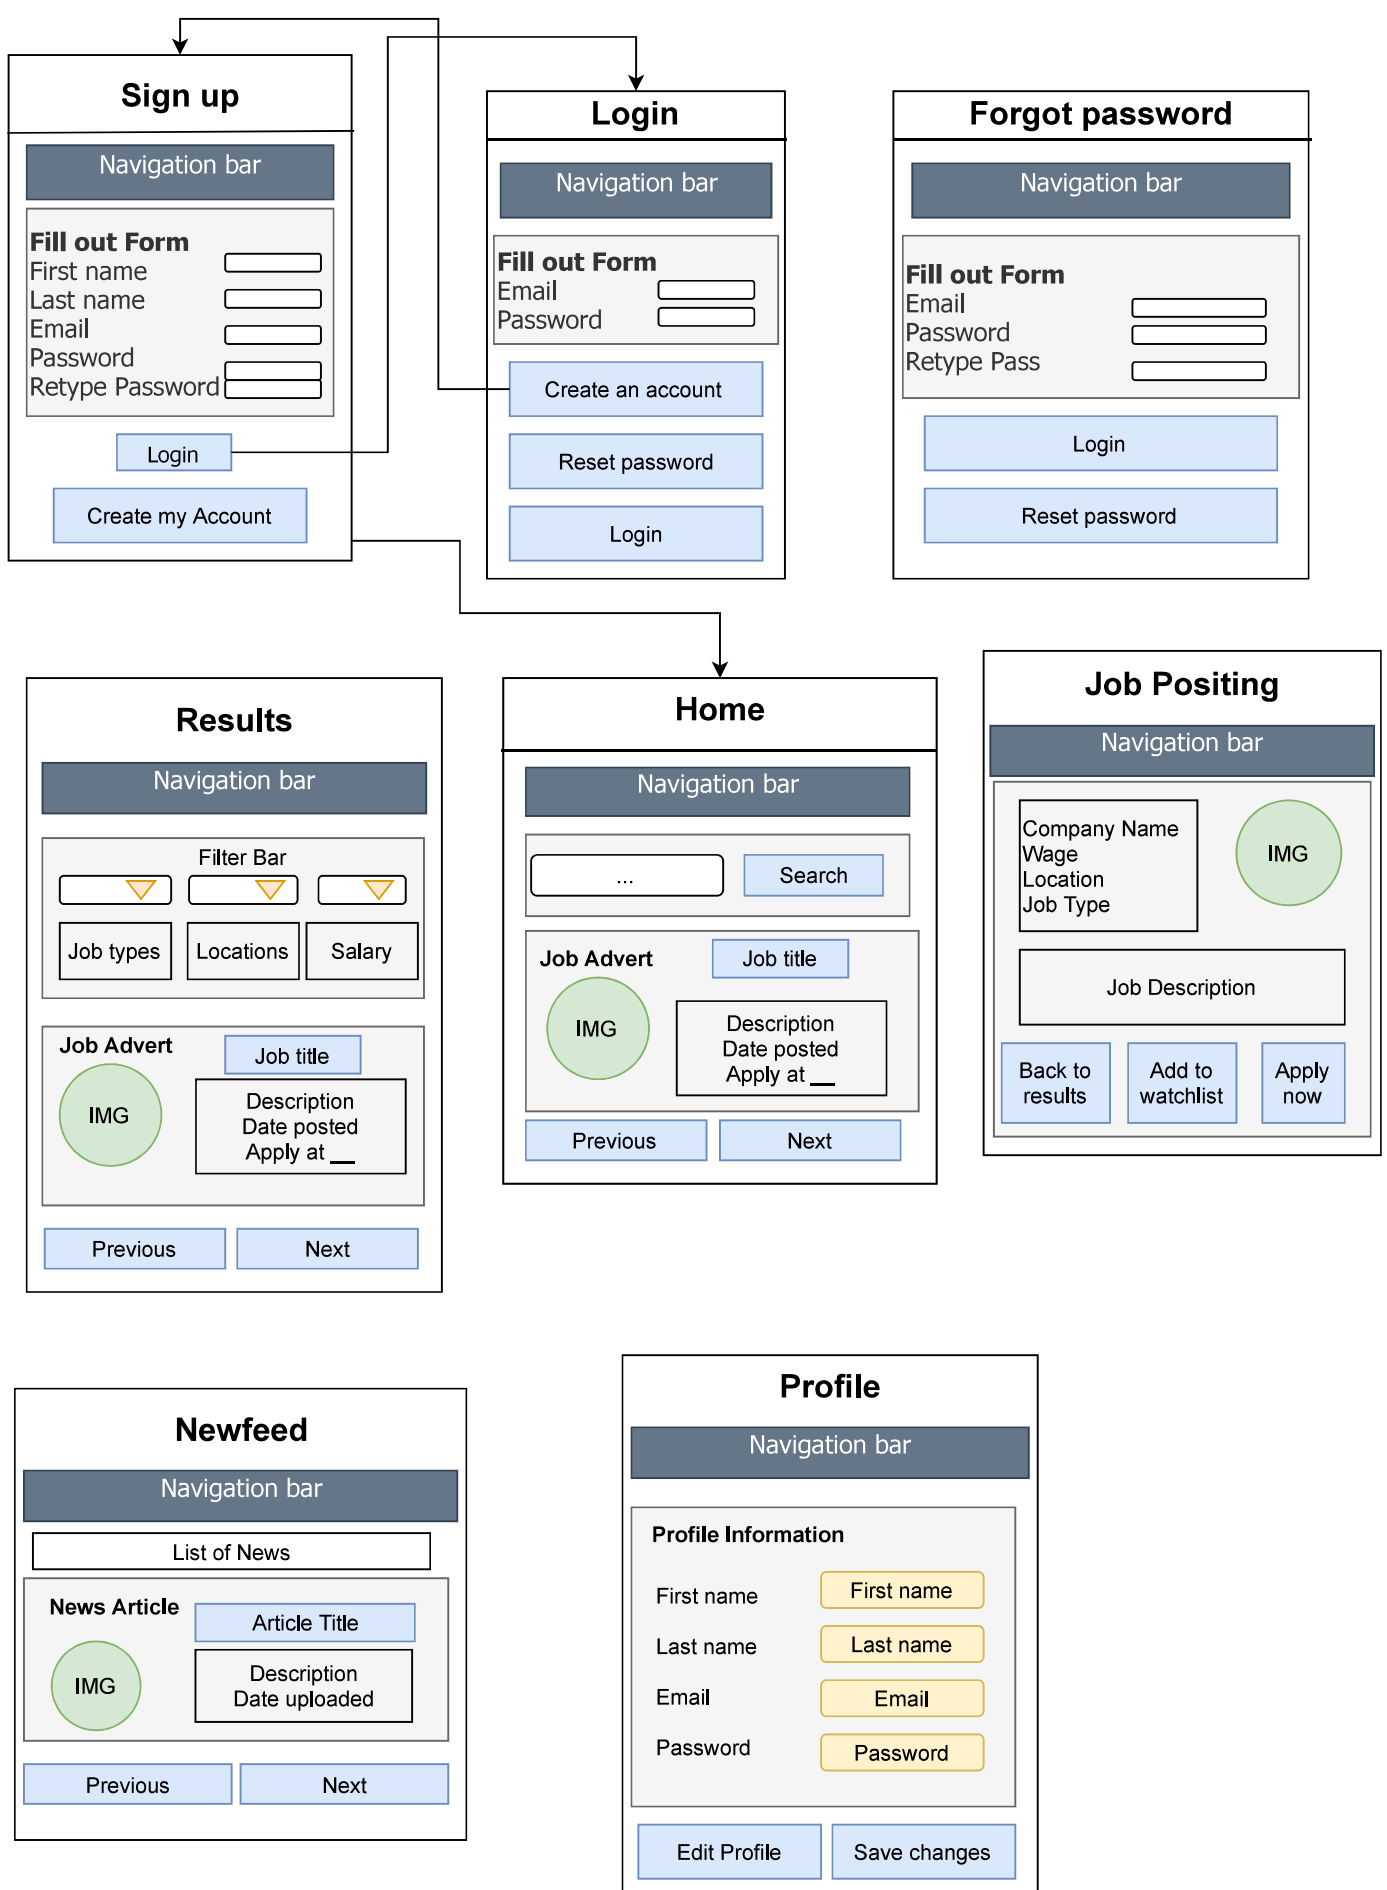 Sign up
Navigation bar
Fill out Form
First name
Last name
Email
Password
Retype Password
Login
Create my Account
Login
Navigation bar
Fill out Form
Email
Password
Create an account
Reset password
Login
Forgot password
Navigation bar
Fill out Form
Email
Password
Retype Pass
Login
Reset password
Results
Navigation bar
Filter Bar
Job types
Locations
Salary
Job Advert
Job title
IMG
Description
Date posted
Apply at __
Previous
Next
Home
Navigation bar
...
Search
Job Advert
Job title
IMG
Description
Date posted
Apply at __
Previous
Next
Job Positing
Navigation bar
Company Name
Wage
Location
Job Type
IMG
Job Description
Back to
results
Add to
watchlist
Apply
now
Newfeed
Navigation bar
List of News
News Article
Article Title
IMG
Description
Date uploaded
Previous
Next
Profile
Navigation bar
Profile Information
First name
First name
Last name
Last name
Email
Email
Password
Password
Edit Profile
Save changes